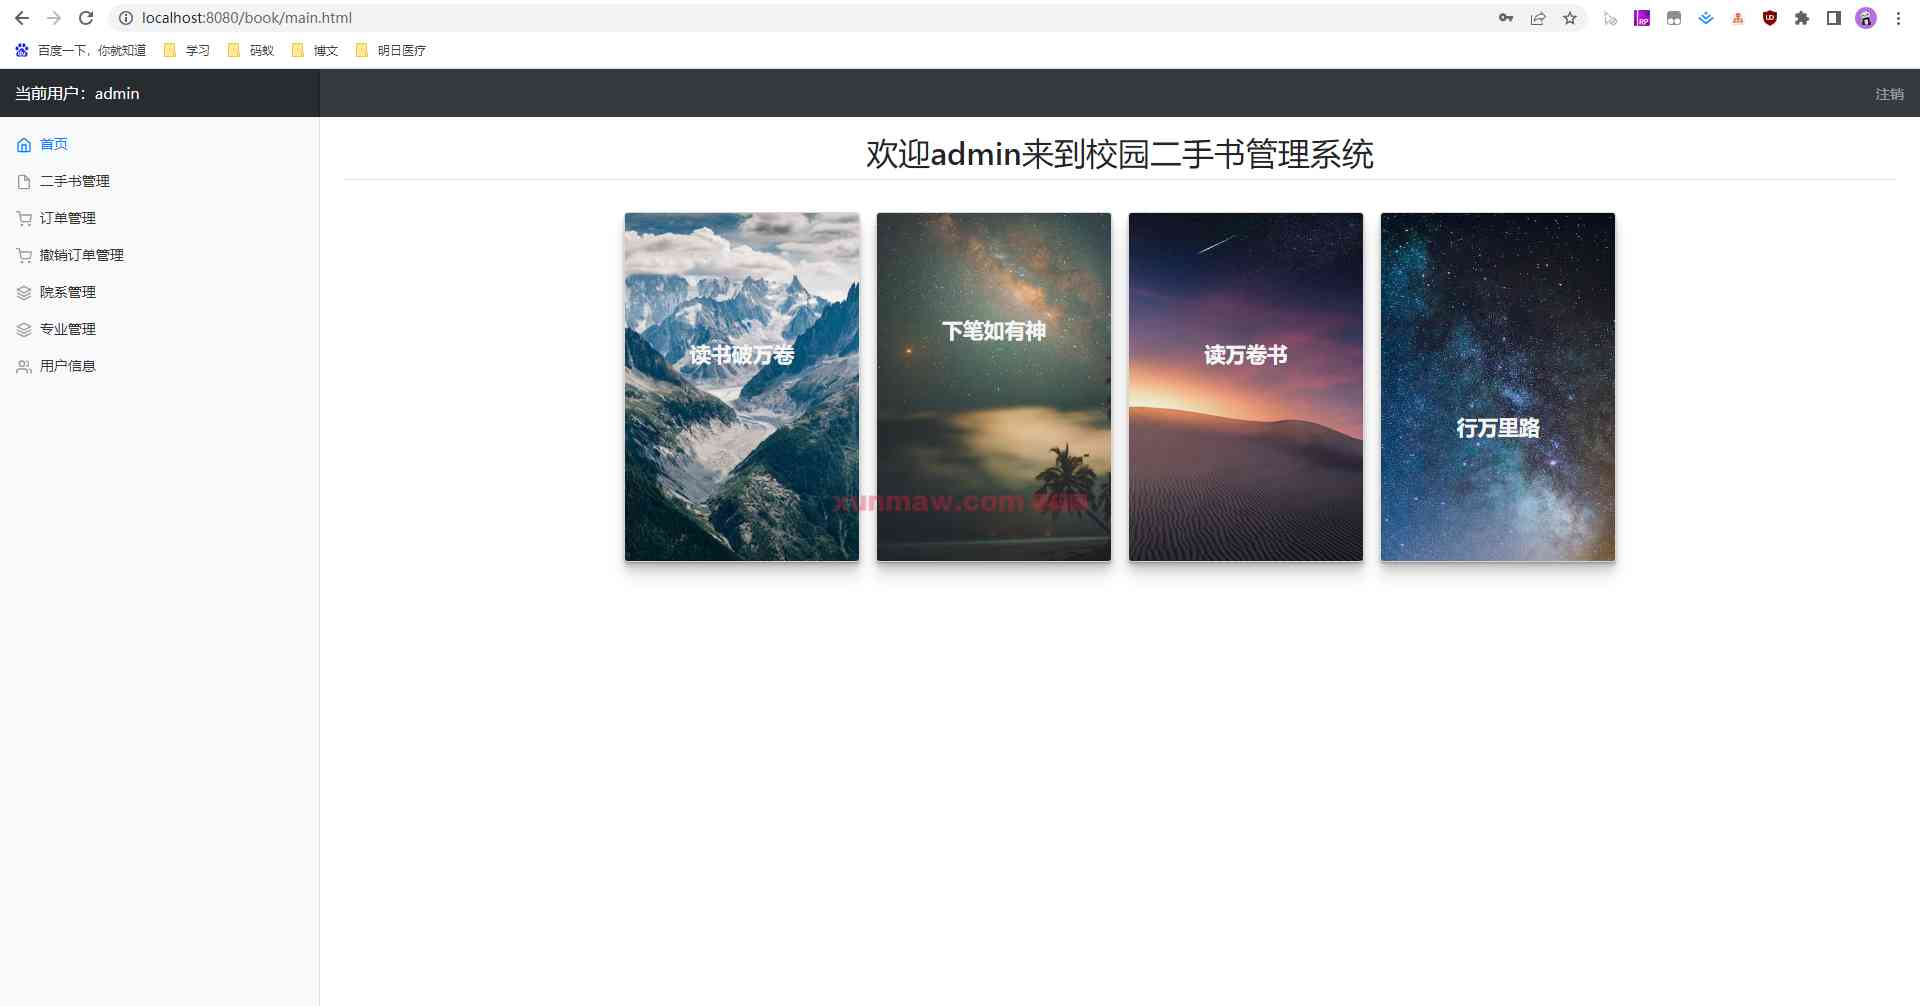 localhost:8080/book/main.html
百度一下，你就知道 学习 码蚁 博文 明日医疗
当前用户：admin
注销
首页
二手书管理
订单管理
撤销订单管理
院系管理
专业管理
用户信息
欢迎admin来到校园二手书管理系统
读书破万卷
下笔如有神
读万卷书
行万里路
xunmaw.com